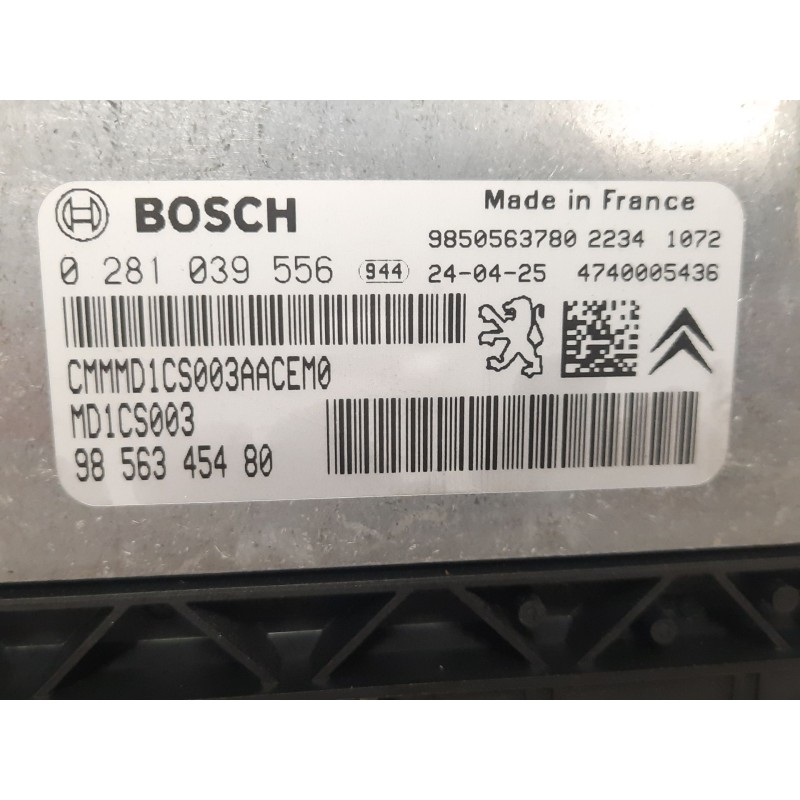 BOSCH
Made in France
9850563780 2234 1072
0 281 039 556 944 24-04-25 4740005436
CMMMD1CS003AACEM0
MD1CS003
98 563 454 80